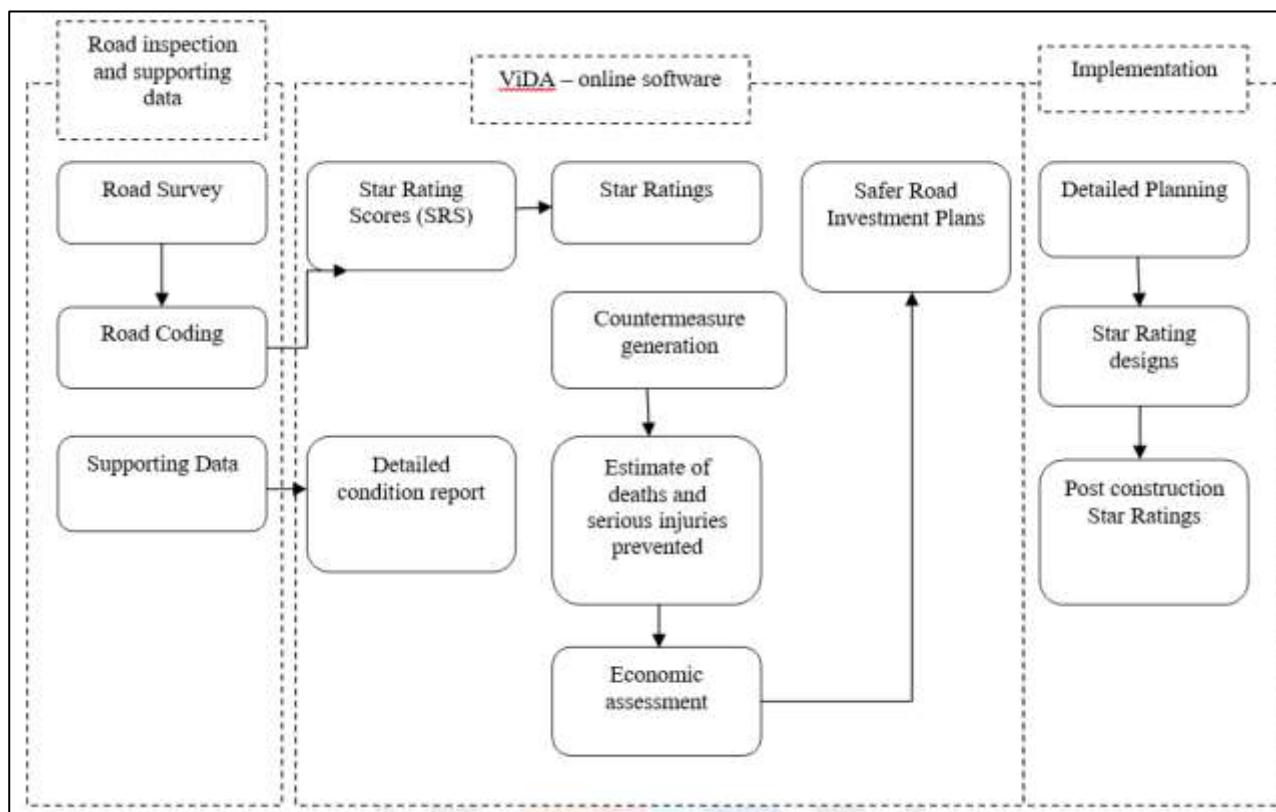 Road inspection
and supporting
data
ViDA – online software
Implementation
Road Survey
Road Coding
Supporting Data
Star Rating
Scores (SRS)
Star Ratings
Safer Road
Investment Plans
Countermeasure
generation
Detailed
condition report
Estimate of
deaths and
serious injuries
prevented
Economic
assessment
Detailed Planning
Star Rating
designs
Post construction
Star Ratings